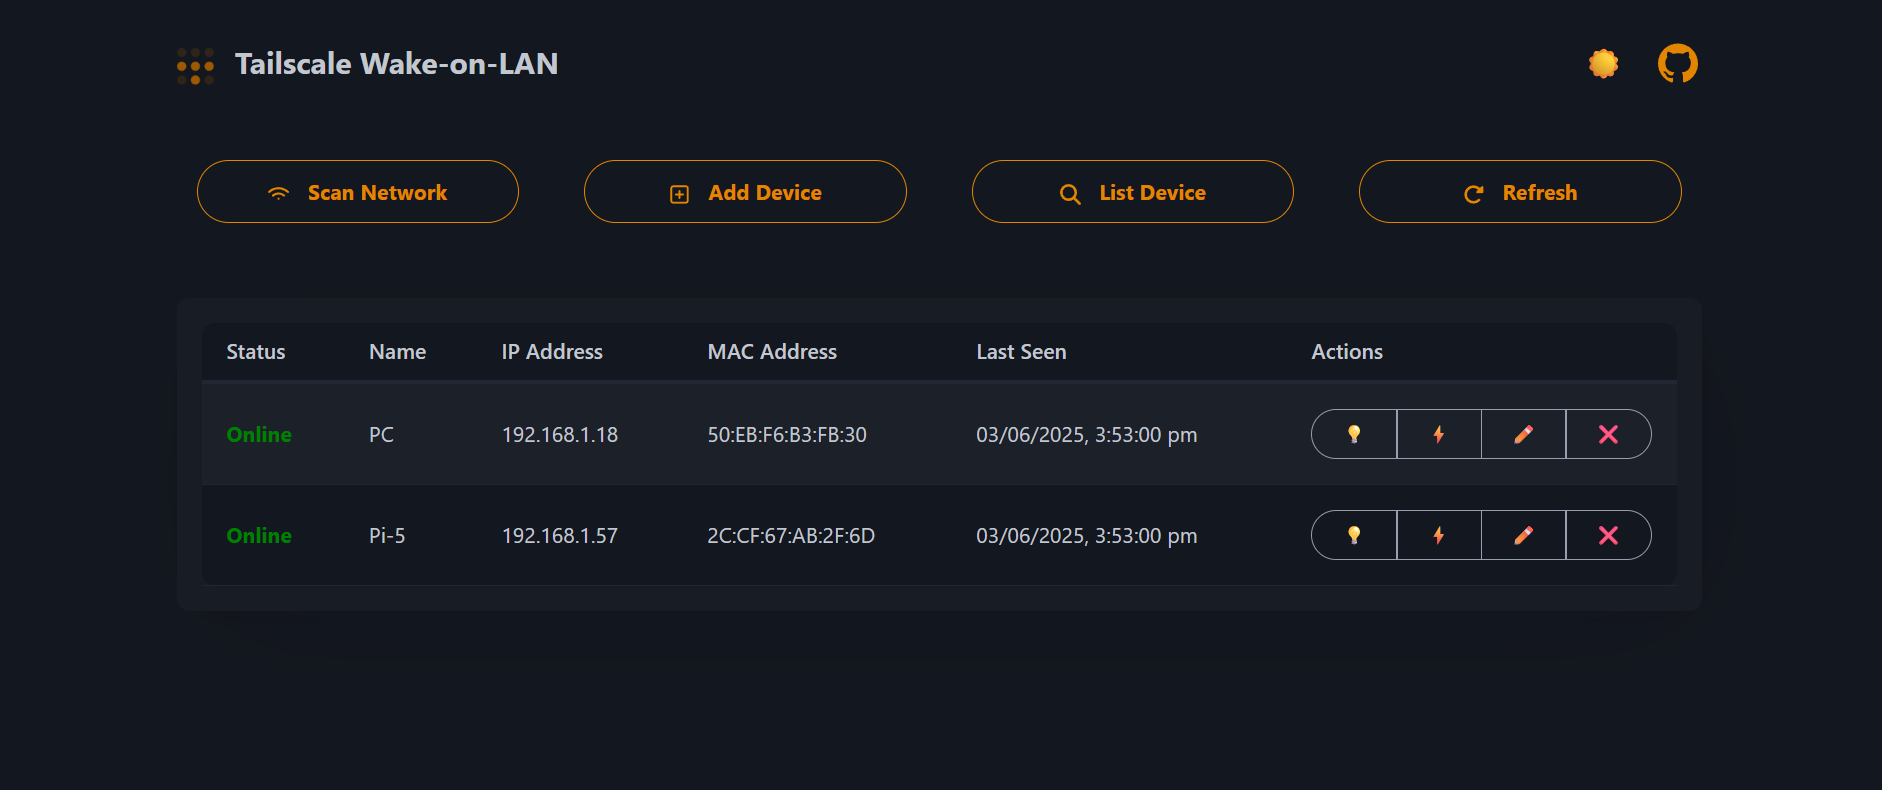 Tailscale Wake-on-LAN
Scan Network Add Device List Device Refresh
Status Name IP Address MAC Address Last Seen Actions
Online PC 192.168.1.18 50:EB:F6:B3:FB:30 03/06/2025, 3:53:00 pm
Online Pi-5 192.168.1.57 2C:CF:67:AB:2F:6D 03/06/2025, 3:53:00 pm